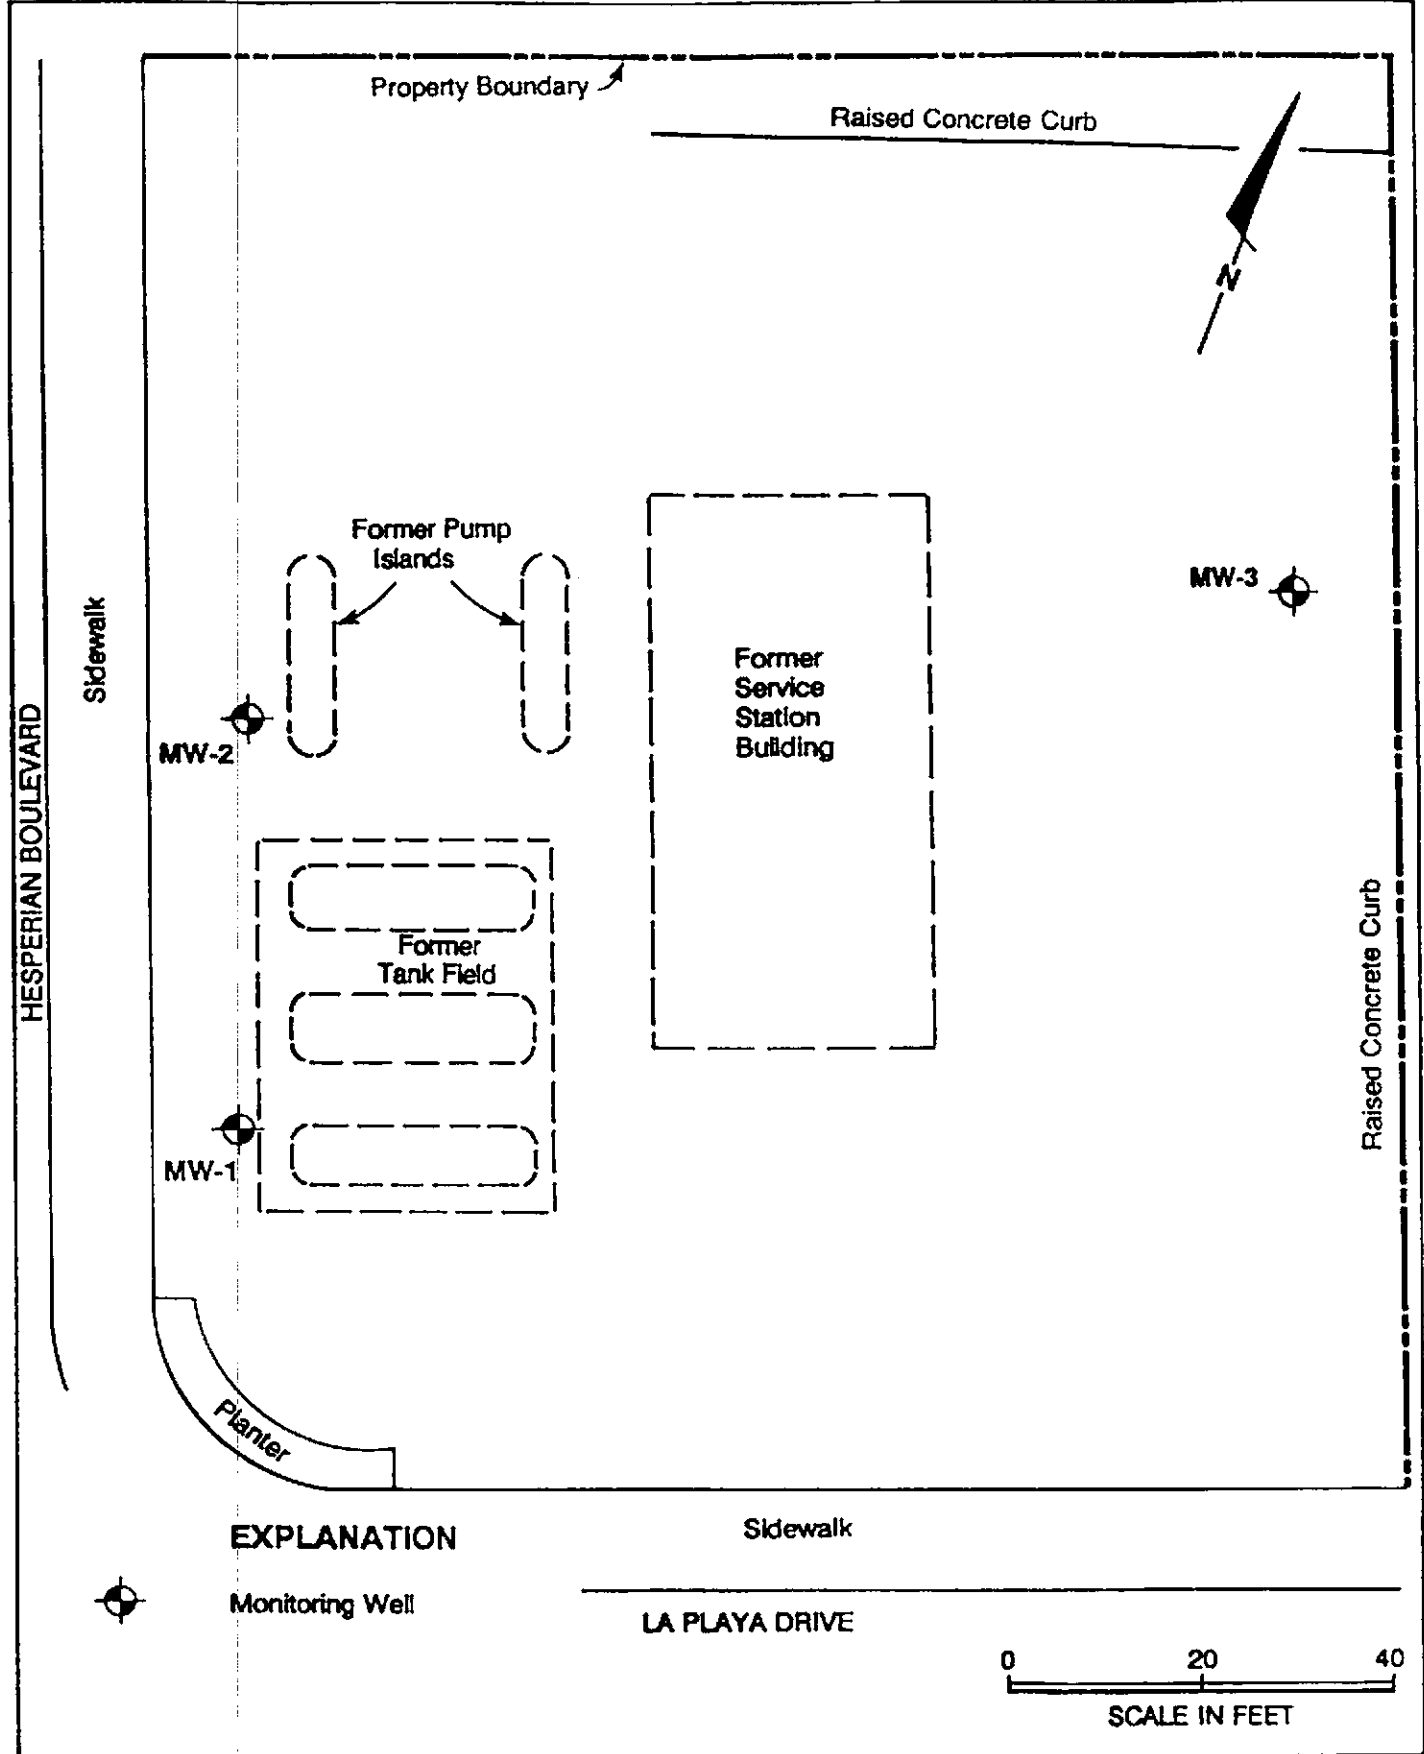 Property Boundary
Raised Concrete Curb
N
Former Pump
Islands
MW-3
Sidewalk
Former
Service
Station
Building
MW-2
HESPERIAN BOULEVARD
Former
Tank Field
Raised Concrete Curb
MW-1
Planter
EXPLANATION
Sidewalk
Monitoring Well
LA PLAYA DRIVE
0 20 40
SCALE IN FEET